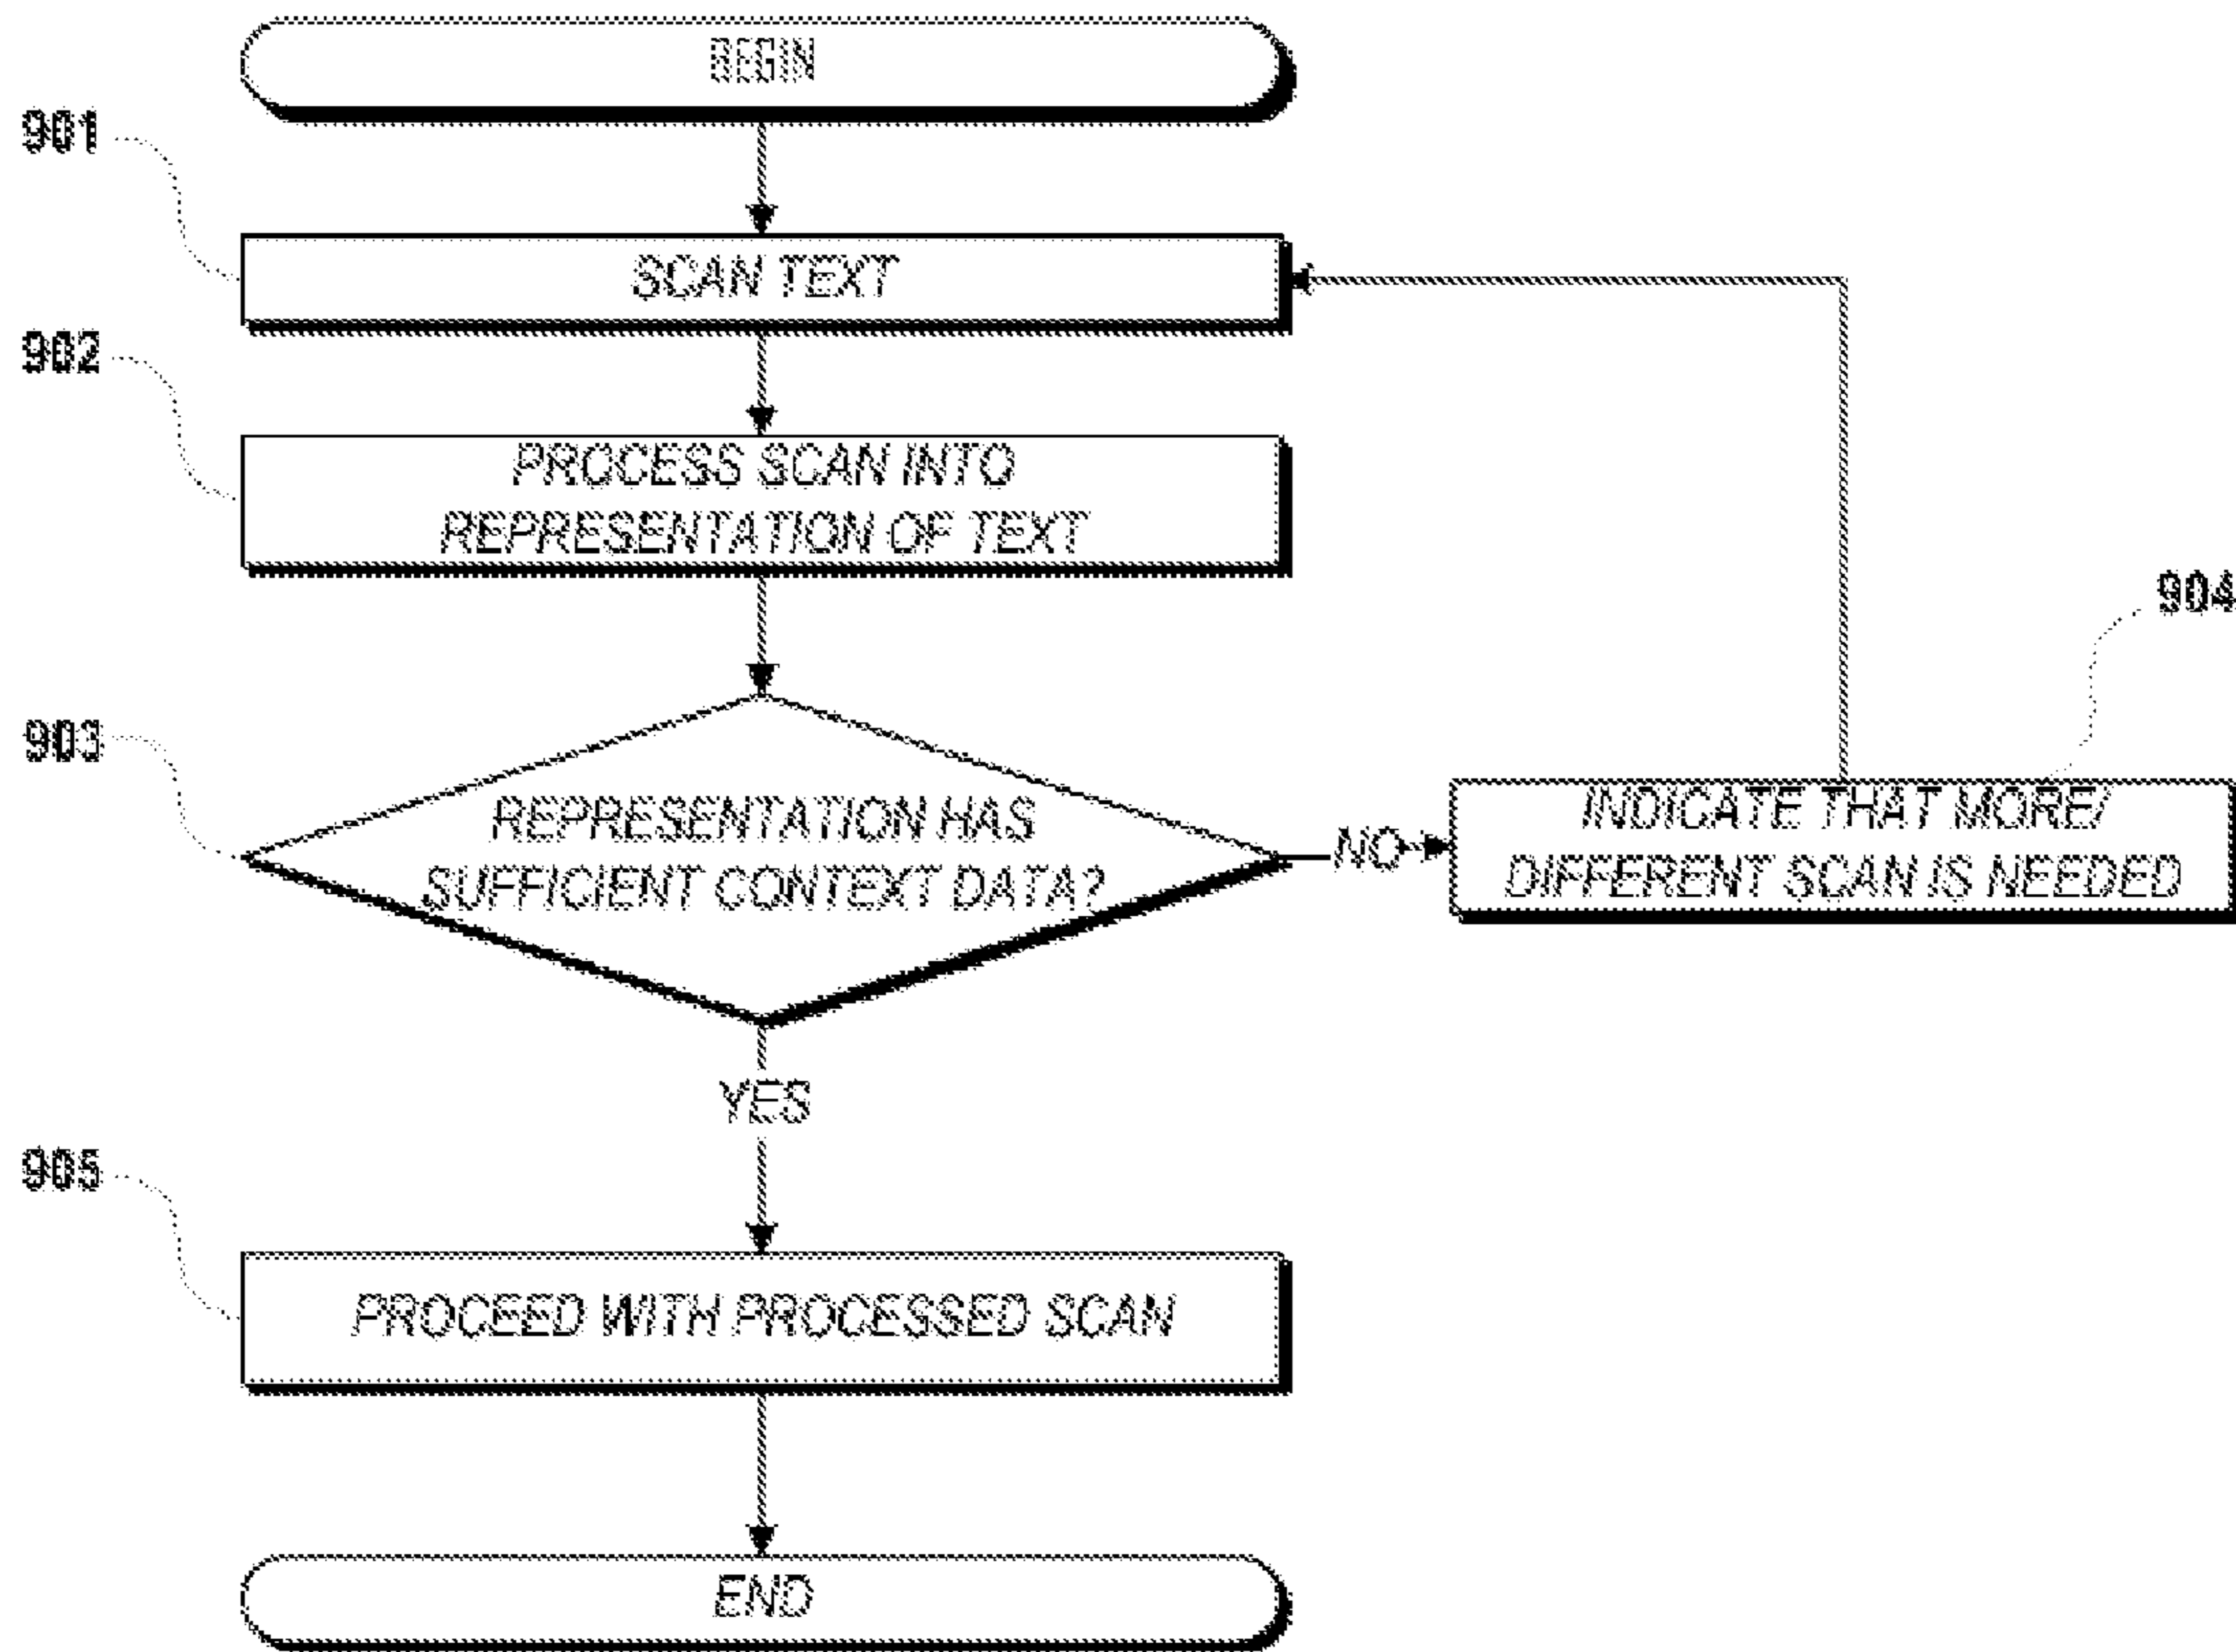 BEGIN
901
SCAN TEXT
902
PROCESS SCAN INTO
REPRESENTATION OF TEXT
904
903
REPRESENTATION HAS
SUFFICIENT CONTEXT DATA?
NO
INDICATE THAT MORE/
DIFFERENT SCAN IS NEEDED
YES
905
PROCEED WITH PROCESSED SCAN
END